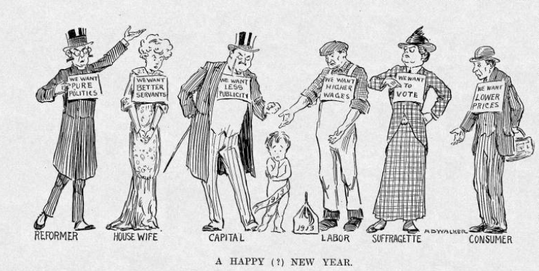 WE WANT
PURE
POLITICS
WE WANT
BETTER
SERVANTS
WE WANT
LESS
PUBLICITY
WE WANT
HIGHER
WAGES
WE WANT
TO
VOTE
WE WANT
LOWER
PRICES
1913
REFORMER
HOUSE WIFE
CAPITAL
LABOR
SUFFRAGETTE
A B WALKER
CONSUMER
A HAPPY (?) NEW YEAR.